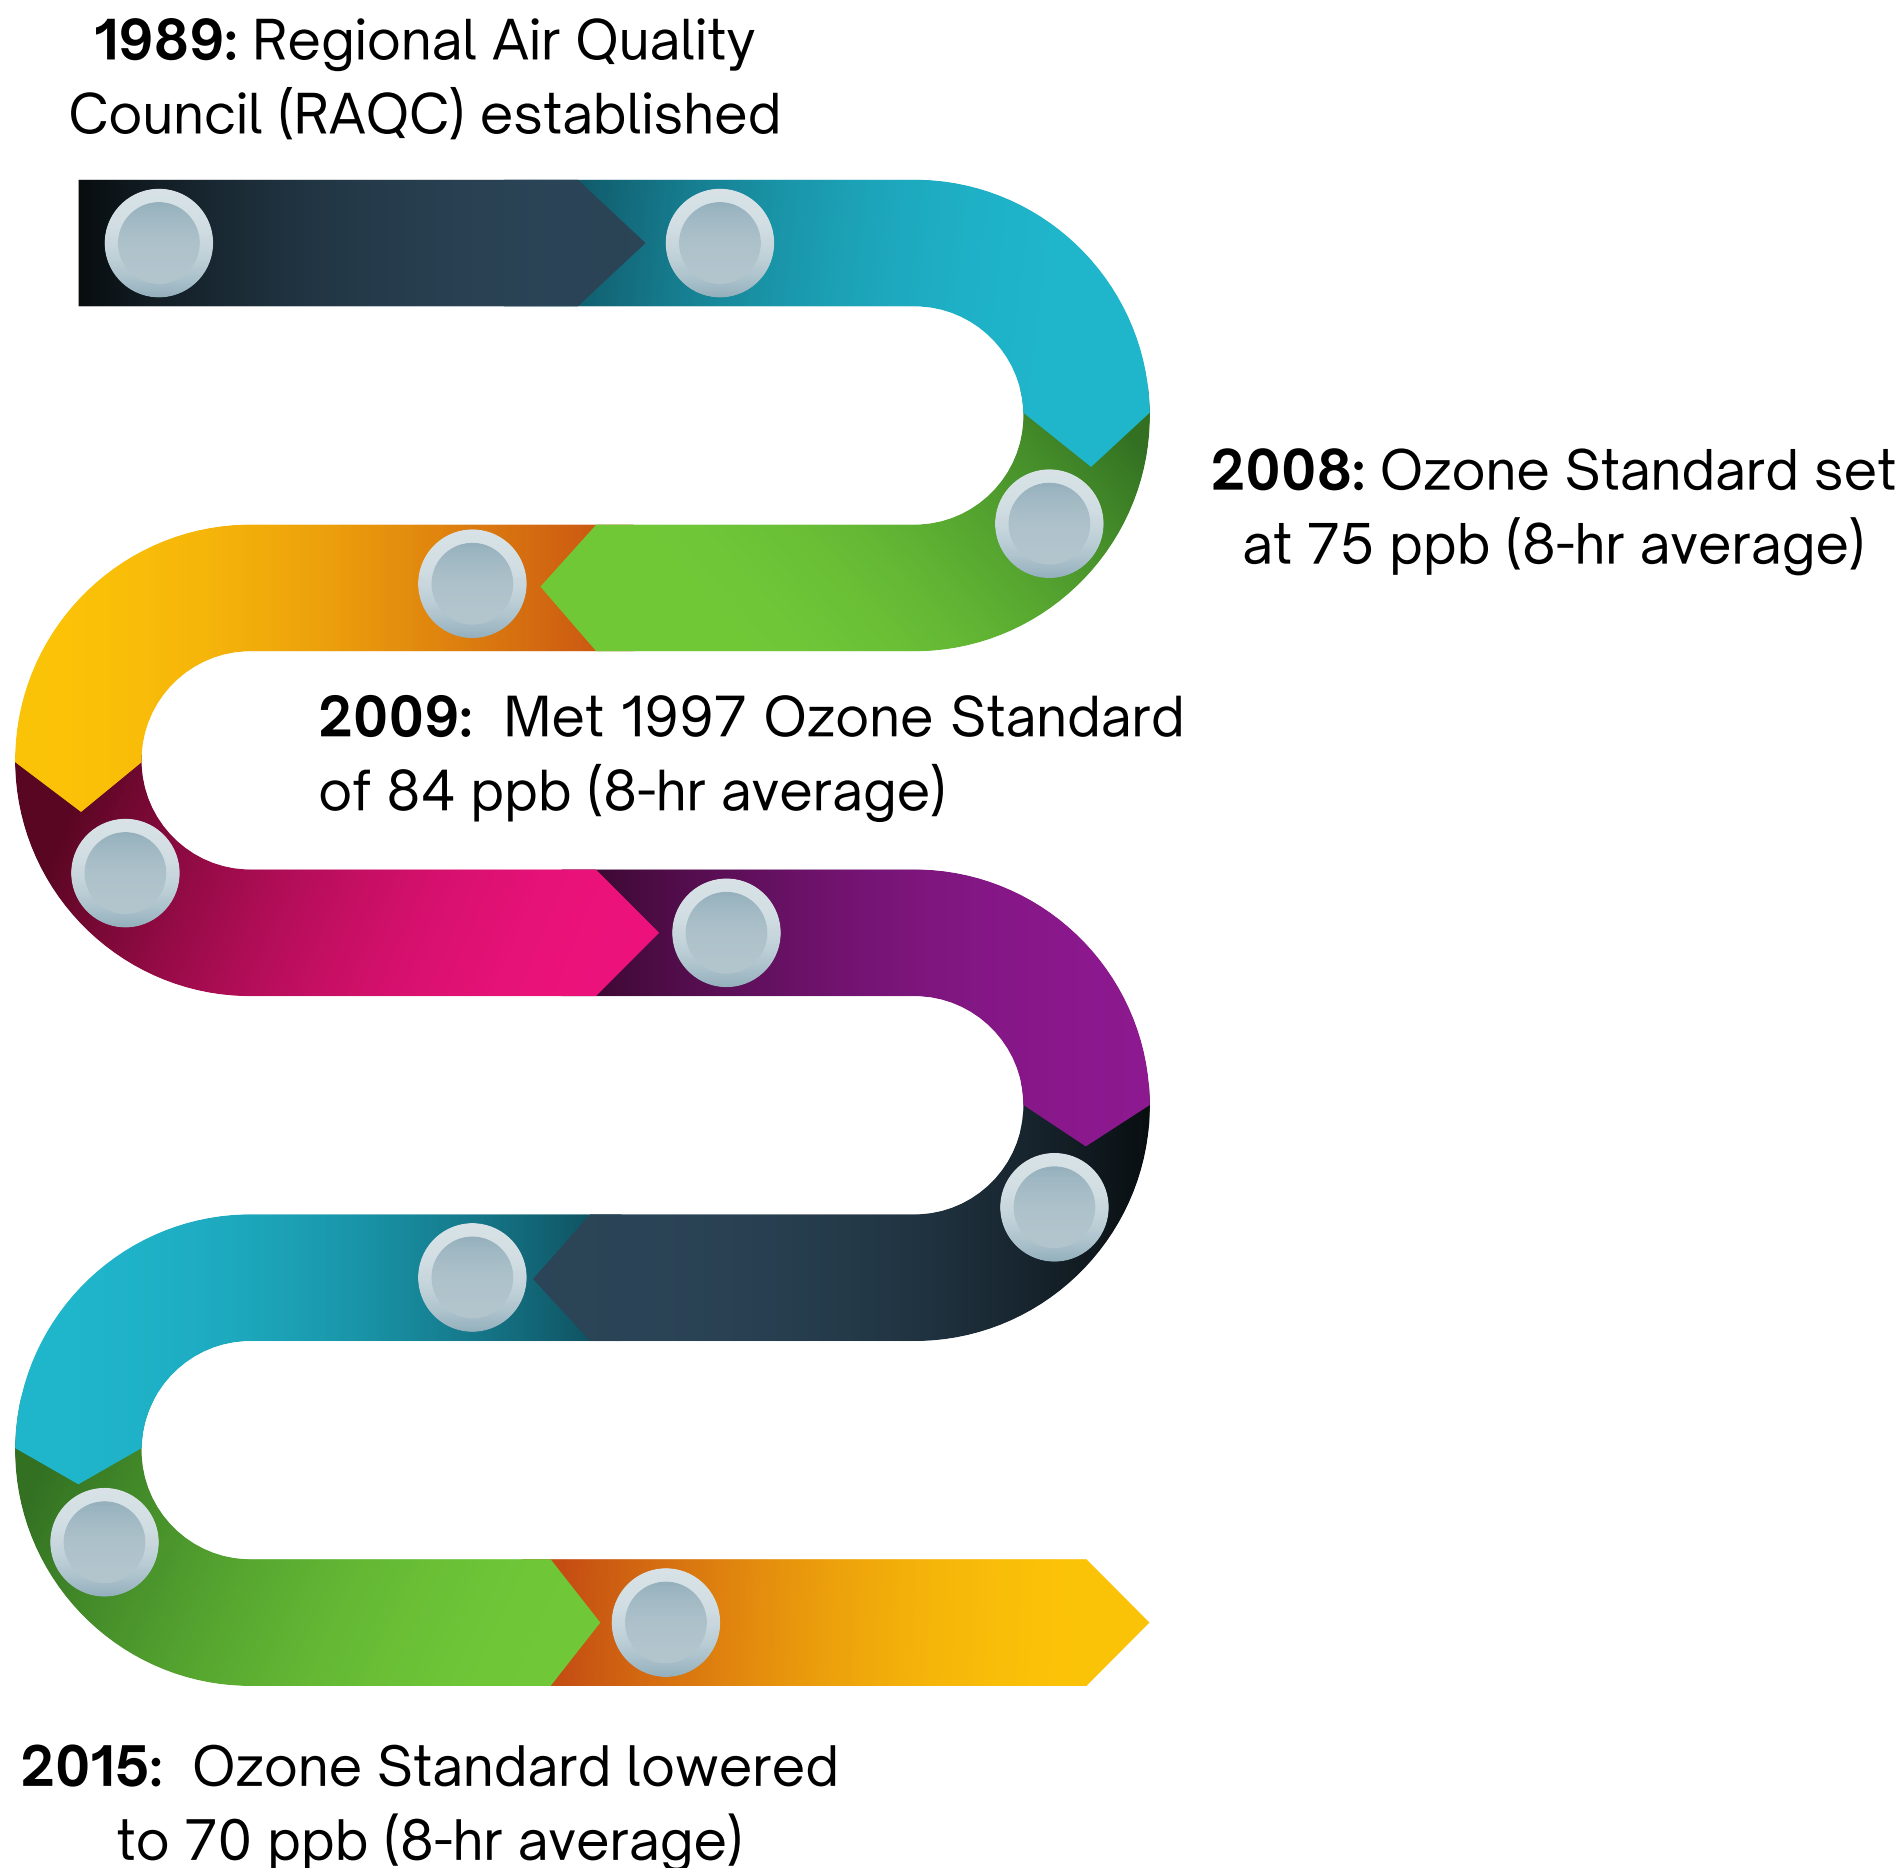 1989: Regional Air Quality
Council (RAQC) established
2008: Ozone Standard set
at 75 ppb (8-hr average)
2009: Met 1997 Ozone Standard
of 84 ppb (8-hr average)
2015: Ozone Standard lowered
to 70 ppb (8-hr average)